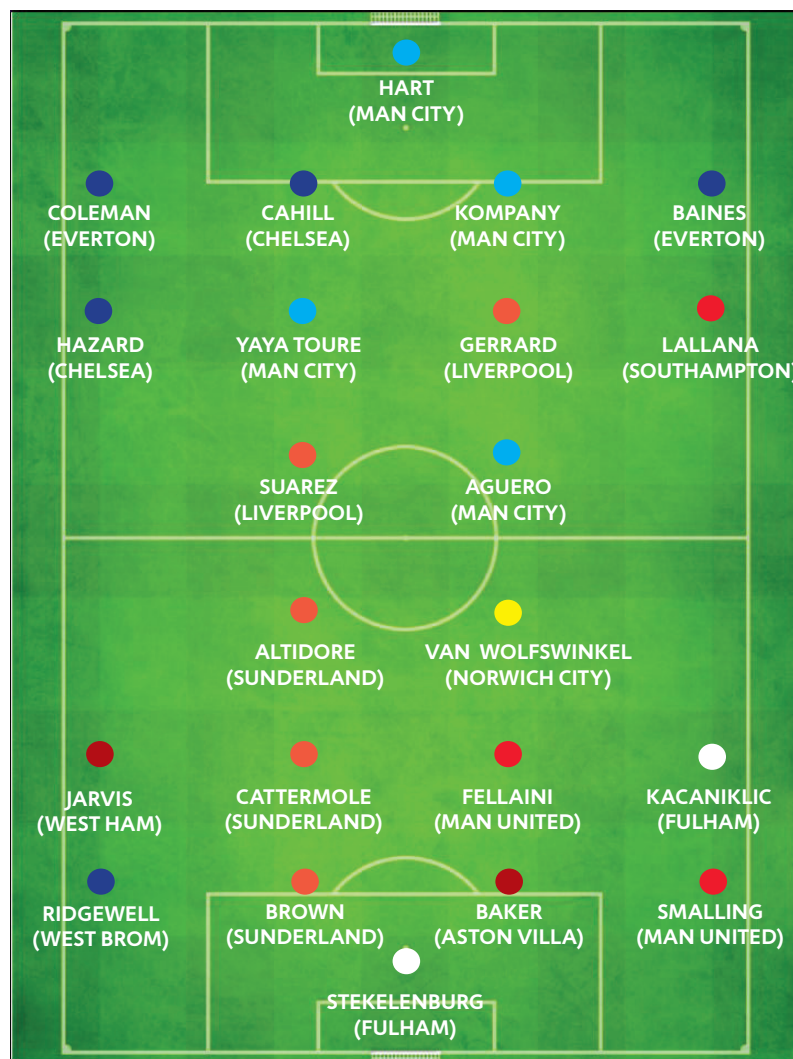 HART
(MAN CITY)
COLEMAN
(EVERTON)
CAHILL
(CHELSEA)
KOMPANY
(MAN CITY)
BAINES
(EVERTON)
HAZARD
(CHELSEA)
YAYA TOURE
(MAN CITY)
GERRARD
(LIVERPOOL)
LALLANA
(SOUTHAMPTON)
SUAREZ
(LIVERPOOL)
AGUERO
(MAN CITY)
ALTIDORE
(SUNDERLAND)
VAN WOLFSWINKEL
(NORWICH CITY)
JARVIS
(WEST HAM)
CATTERMOLE
(SUNDERLAND)
FELLAINI
(MAN UNITED)
KACANIKLIC
(FULHAM)
RIDGEWELL
(WEST BROM)
BROWN
(SUNDERLAND)
BAKER
(ASTON VILLA)
SMALLING
(MAN UNITED)
STEKELENBURG
(FULHAM)